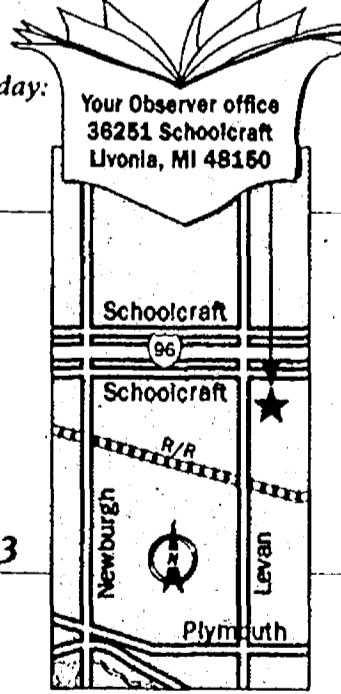 day:
Your Observer office
36251 Schoolcraft
Livonia, MI 48150
Schoolcraft
96
Schoolcraft
R/R
Newburgh
N
Levan
3
Plymouth